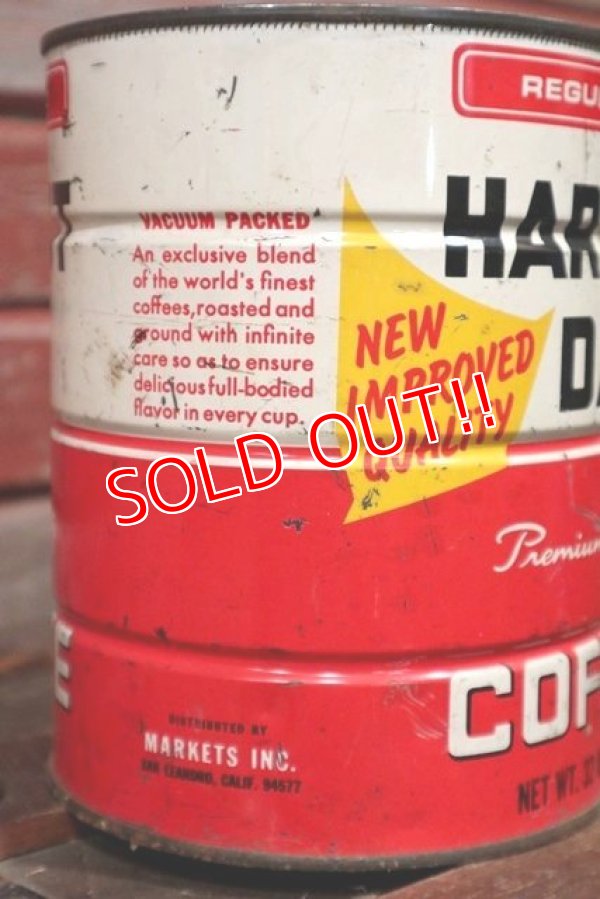 REGU
T
HAR
VACUUM PACKED
An exclusive blend
of the world's finest
coffees, roasted and
ground with infinite
care so as to ensure
delicious full-bodied
flavor in every cup.
NEW
IMPROVED
QUALITY
SOLD OUT!!
Premium
E
COF
DISTRIBUTED BY
MARKETS INC.
SAN LEANDRO, CALIF. 94577
NET WT. 32